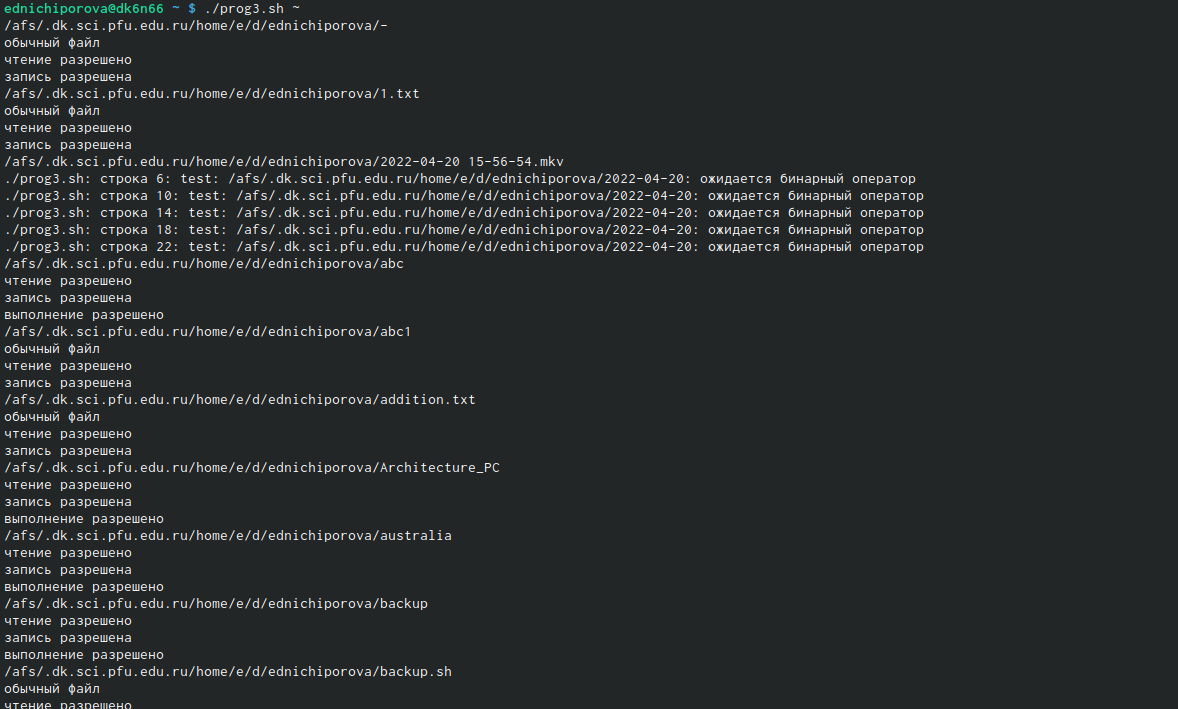 ednichiporova@dk6n66 ~ $ ./prog3.sh ~
/afs/.dk.sci.pfu.edu.ru/home/e/d/ednichiporova/-
обычный файл
чтение разрешено
запись разрешена
/afs/.dk.sci.pfu.edu.ru/home/e/d/ednichiporova/1.txt
обычный файл
чтение разрешено
запись разрешена
/afs/.dk.sci.pfu.edu.ru/home/e/d/ednichiporova/2022-04-20 15-56-54.mkv
./prog3.sh: строка 6: test: /afs/.dk.sci.pfu.edu.ru/home/e/d/ednichiporova/2022-04-20: ожидается бинарный оператор
./prog3.sh: строка 10: test: /afs/.dk.sci.pfu.edu.ru/home/e/d/ednichiporova/2022-04-20: ожидается бинарный оператор
./prog3.sh: строка 14: test: /afs/.dk.sci.pfu.edu.ru/home/e/d/ednichiporova/2022-04-20: ожидается бинарный оператор
./prog3.sh: строка 18: test: /afs/.dk.sci.pfu.edu.ru/home/e/d/ednichiporova/2022-04-20: ожидается бинарный оператор
./prog3.sh: строка 22: test: /afs/.dk.sci.pfu.edu.ru/home/e/d/ednichiporova/2022-04-20: ожидается бинарный оператор
/afs/.dk.sci.pfu.edu.ru/home/e/d/ednichiporova/abc
чтение разрешено
запись разрешена
выполнение разрешено
/afs/.dk.sci.pfu.edu.ru/home/e/d/ednichiporova/abc1
обычный файл
чтение разрешено
запись разрешена
/afs/.dk.sci.pfu.edu.ru/home/e/d/ednichiporova/addition.txt
обычный файл
чтение разрешено
запись разрешена
/afs/.dk.sci.pfu.edu.ru/home/e/d/ednichiporova/Architecture_PC
чтение разрешено
запись разрешена
выполнение разрешено
/afs/.dk.sci.pfu.edu.ru/home/e/d/ednichiporova/australia
чтение разрешено
запись разрешена
выполнение разрешено
/afs/.dk.sci.pfu.edu.ru/home/e/d/ednichiporova/backup
чтение разрешено
запись разрешена
выполнение разрешено
/afs/.dk.sci.pfu.edu.ru/home/e/d/ednichiporova/backup.sh
обычный файл
чтение разрешено